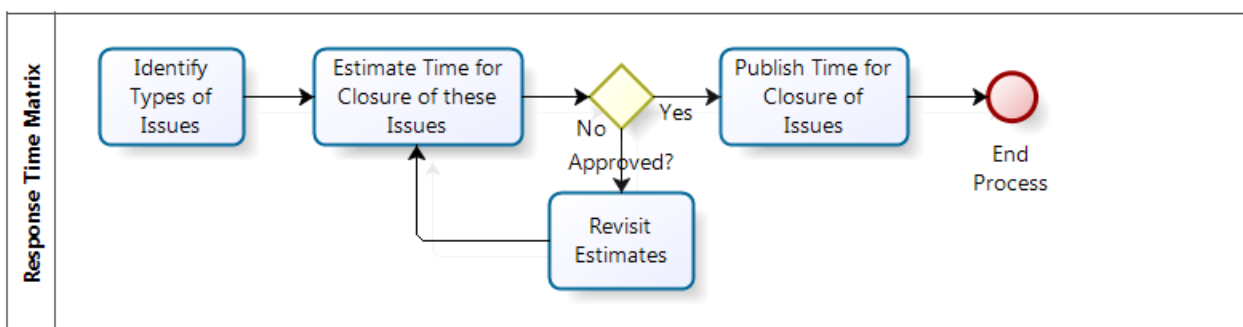 Response Time Matrix
Identify
Types of
Issues
Estimate Time for
Closure of these
Issues
No
Yes
Approved?
Revisit
Estimates
Publish Time for
Closure of
Issues
End
Process